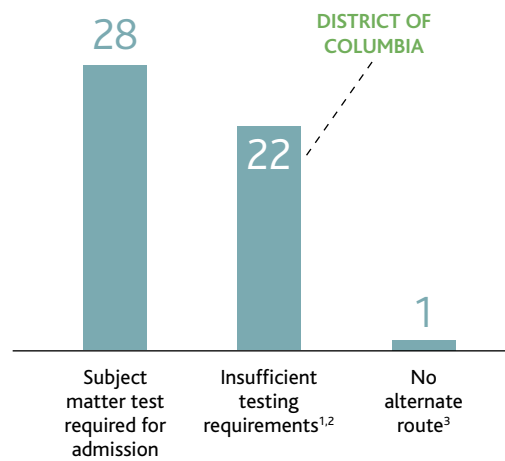 28
DISTRICT OF
COLUMBIA
22
1
Subject
matter test
required for
admission
Insufficient
testing
requirements¹,²
No
alternate
route³